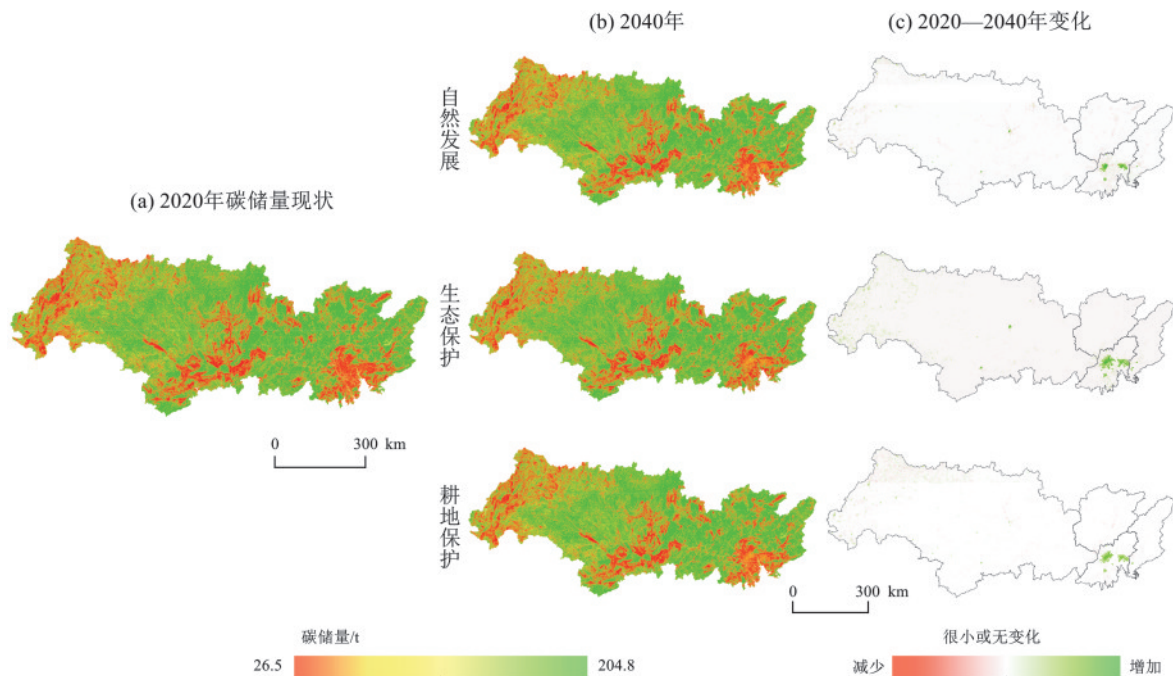 (b) 2040年
(c) 2020—2040年变化
自然发展
(a) 2020年碳储量现状
生态保护
0 300 km
耕地保护
0 300 km
碳储量/t
26.5 204.8
很小或无变化
减少 增加